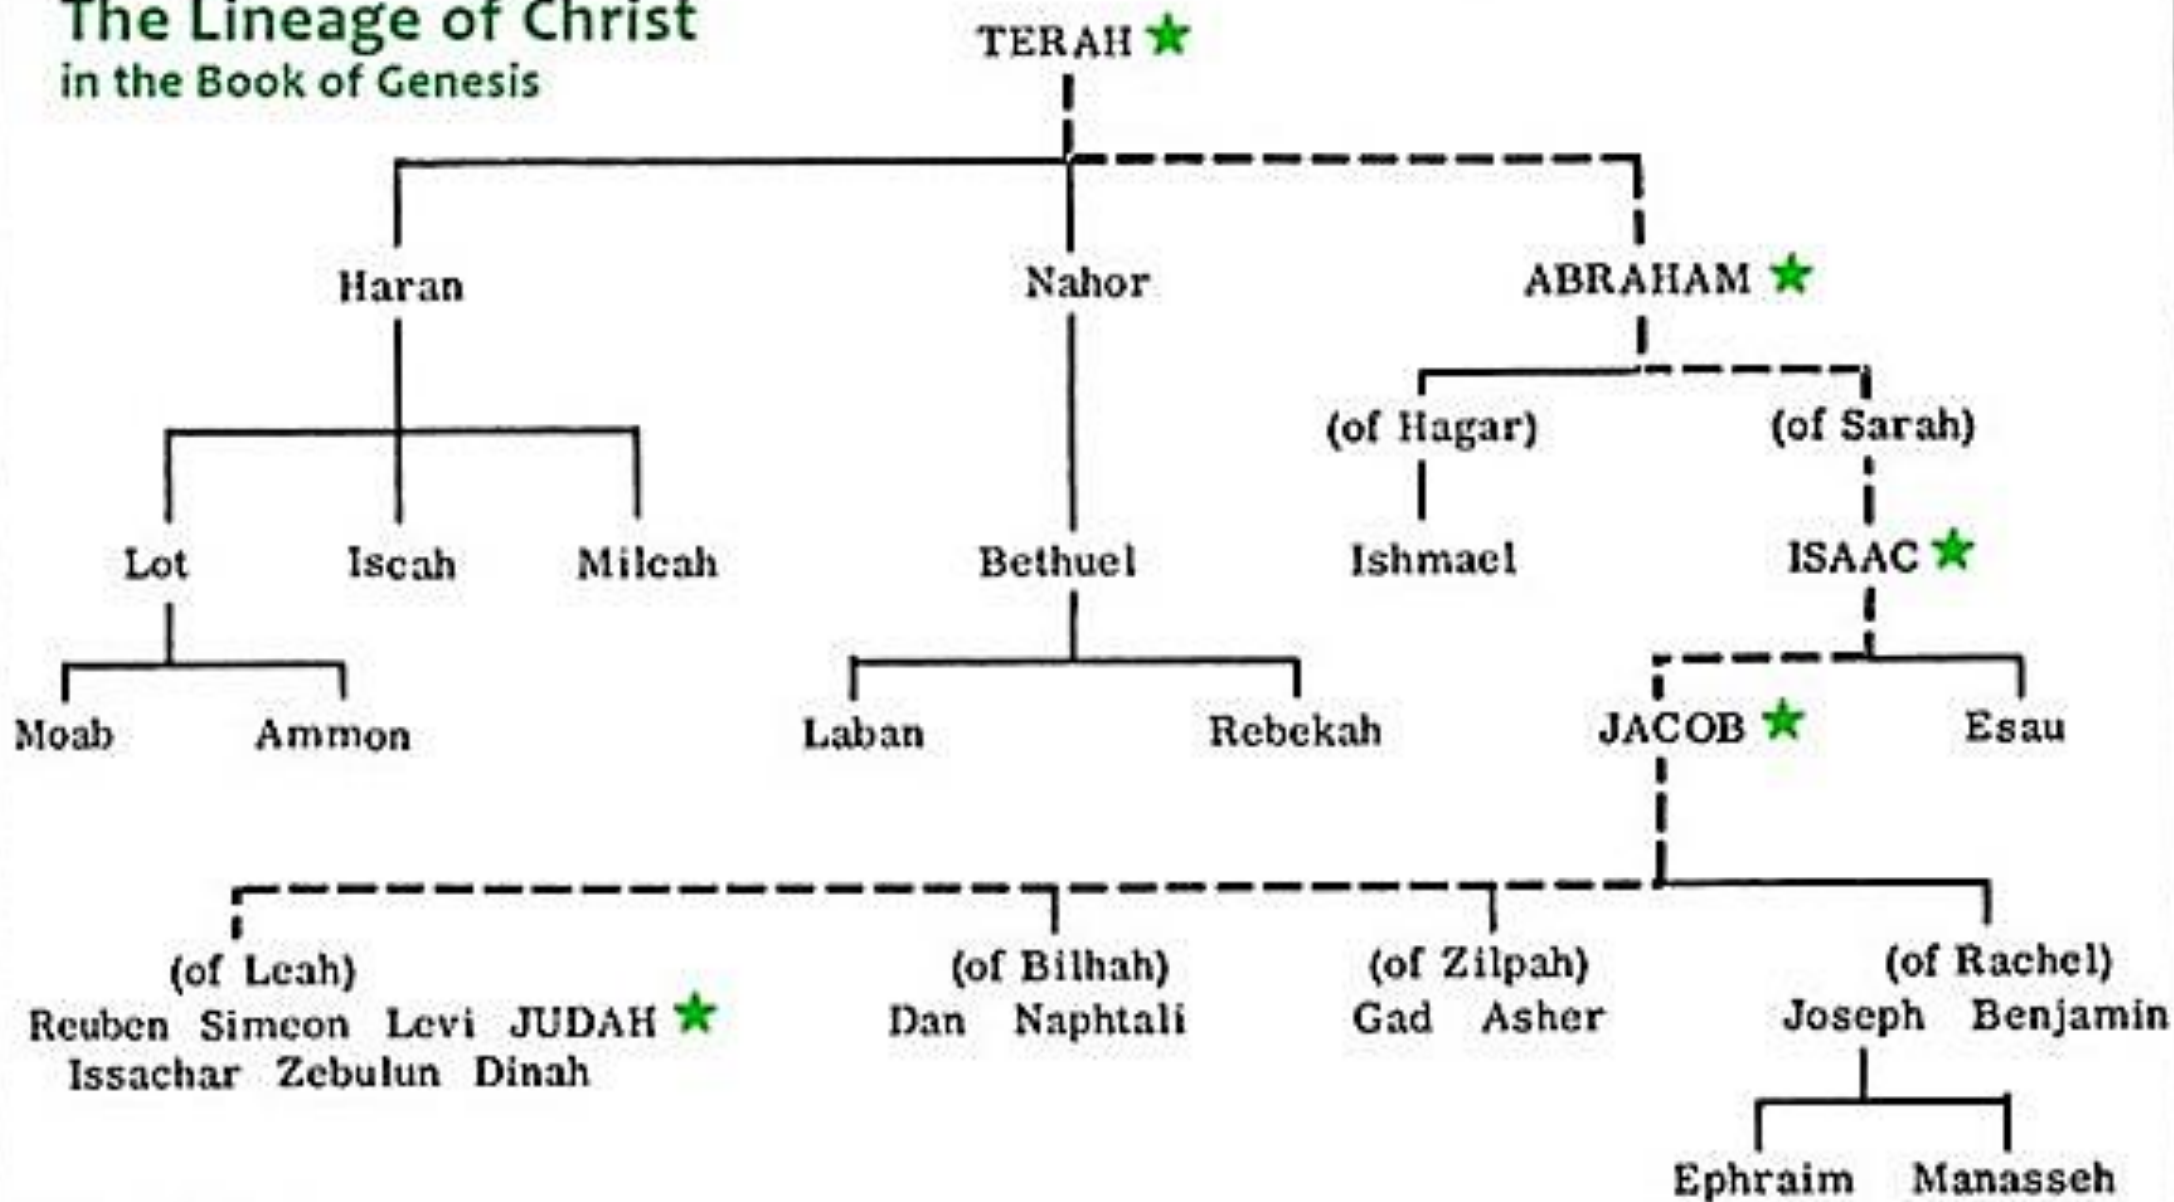 The Lineage of Christ
in the Book of Genesis
TERAH
Haran Nahor ABRAHAM
(of Hagar) (of Sarah)
Lot Iscah Milcah Bethuel Ishmael ISAAC
Moab Ammon Laban Rebekah JACOB Esau
(of Leah) (of Bilhah) (of Zilpah) (of Rachel)
Reuben Simeon Levi JUDAH Dan Naphtali Gad Asher Joseph Benjamin
Issachar Zebulun Dinah
Ephraim Manasseh